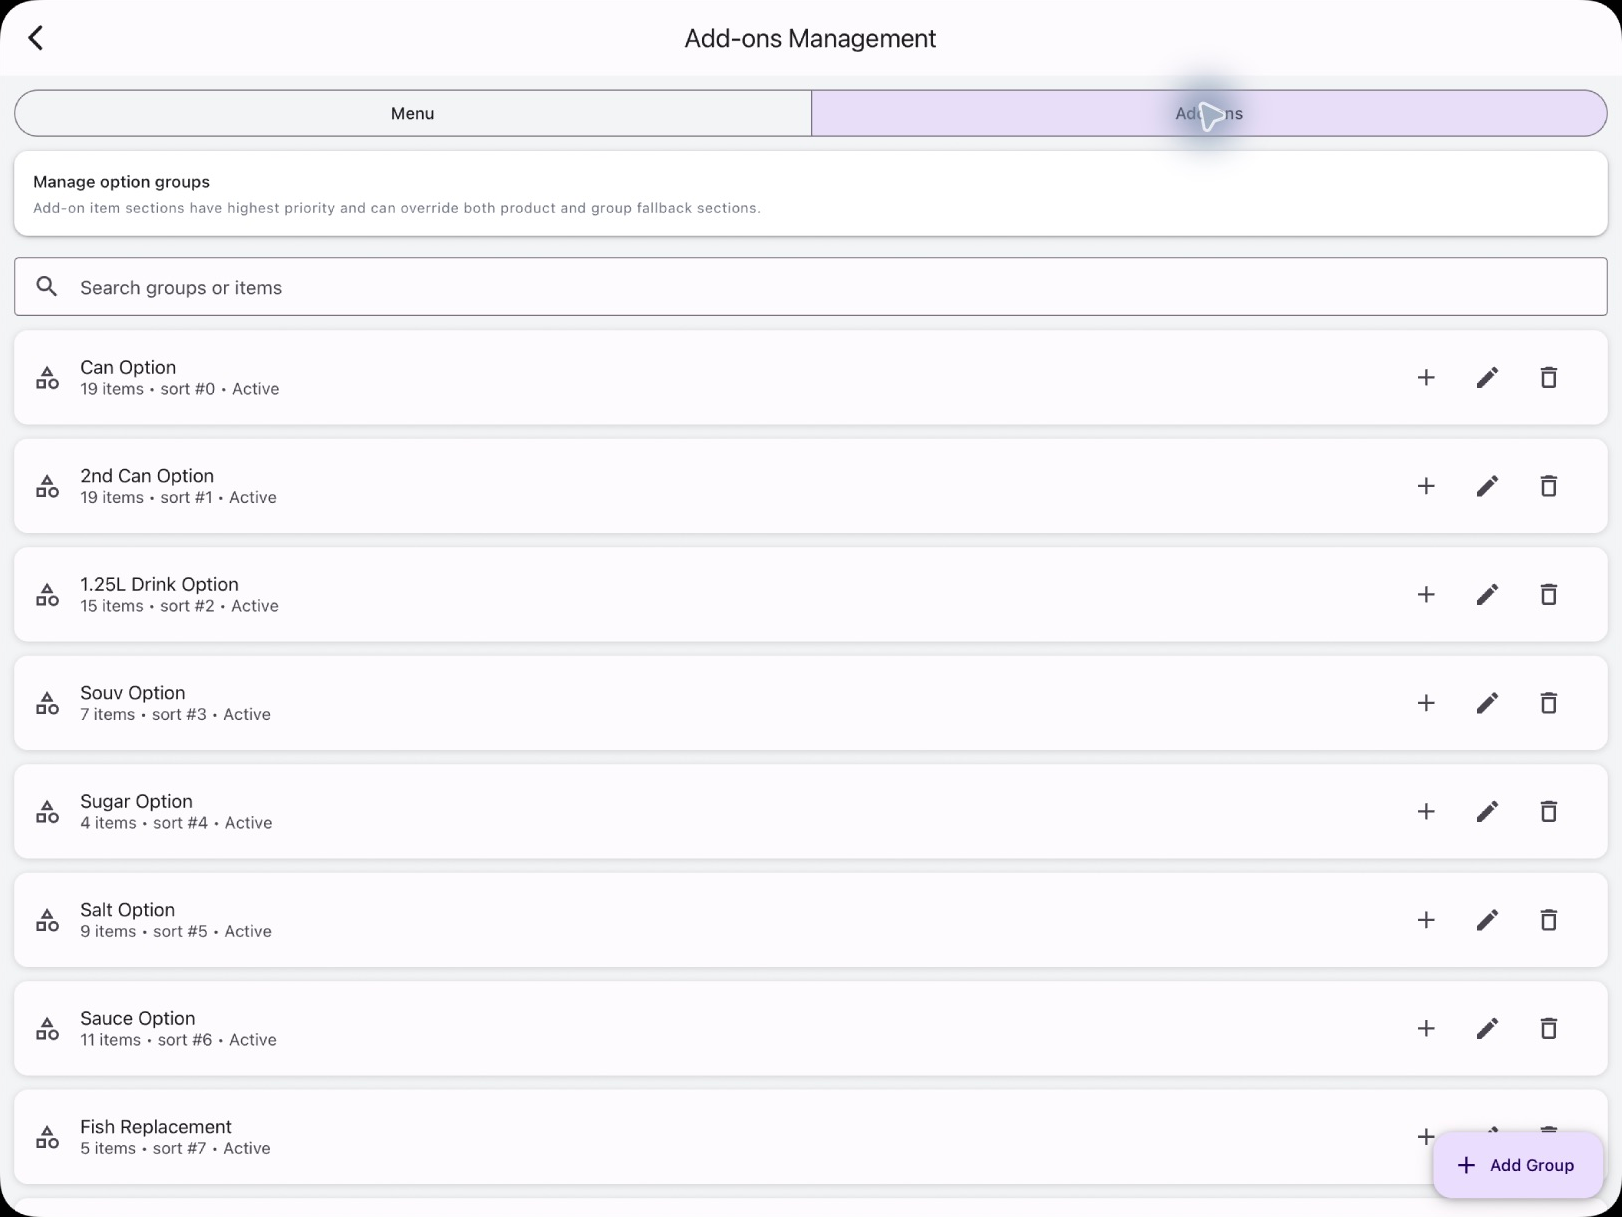 Add-ons Management
Menu
Add-ons
Manage option groups
Add-on item sections have highest priority and can override both product and group fallback sections.
Search groups or items
Can Option
19 items • sort #0 • Active
2nd Can Option
19 items • sort #1 • Active
1.25L Drink Option
15 items • sort #2 • Active
Souv Option
7 items • sort #3 • Active
Sugar Option
4 items • sort #4 • Active
Salt Option
9 items • sort #5 • Active
Sauce Option
11 items • sort #6 • Active
Fish Replacement
5 items • sort #7 • Active
Add Group